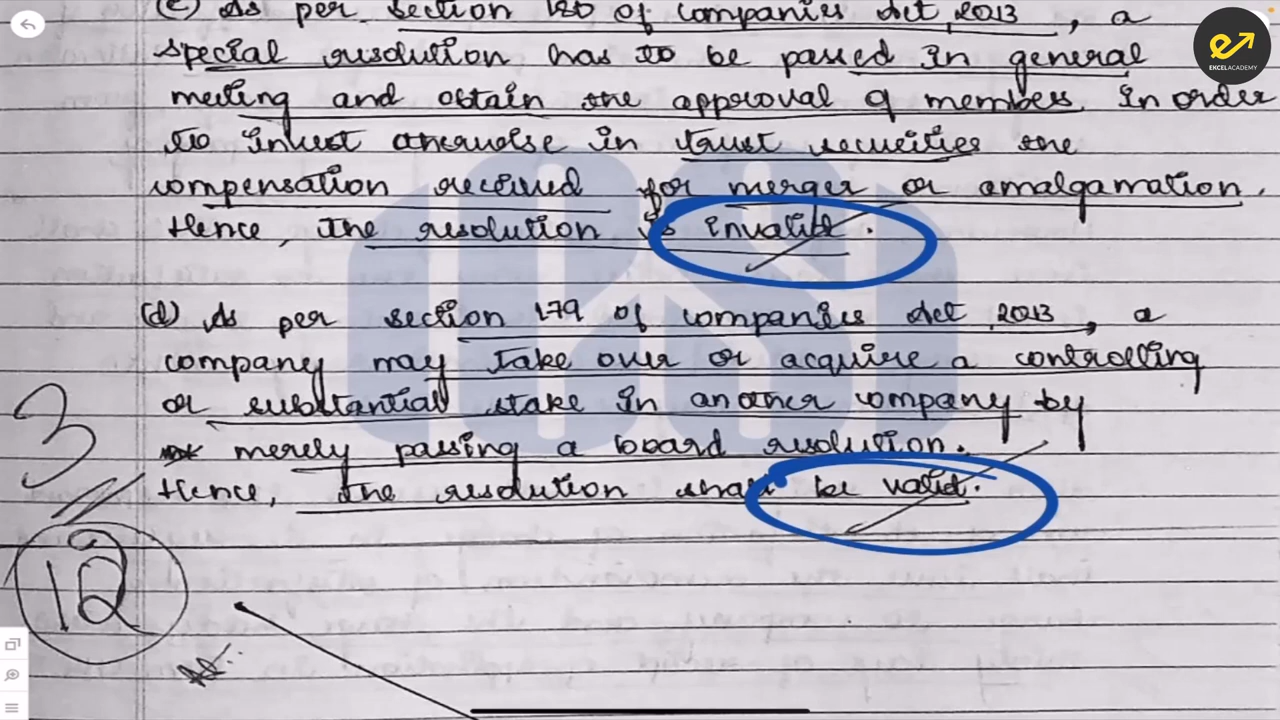 (c) As per section 180 of companies Act, 2013, a
special resolution has to be passed in general
meeting and obtain the approval of members. In order
to invest otherwise in trust securities the
compensation received for merger or amalgamation.
Hence, the resolution is invalid.
(d) As per section 179 of companies Act, 2013, a
company may take over or acquire a controlling
or substantial stake in another company by
merely passing a board resolution.
Hence, the resolution shall be valid.
3
12
ICSI
EXCEL ACADEMY